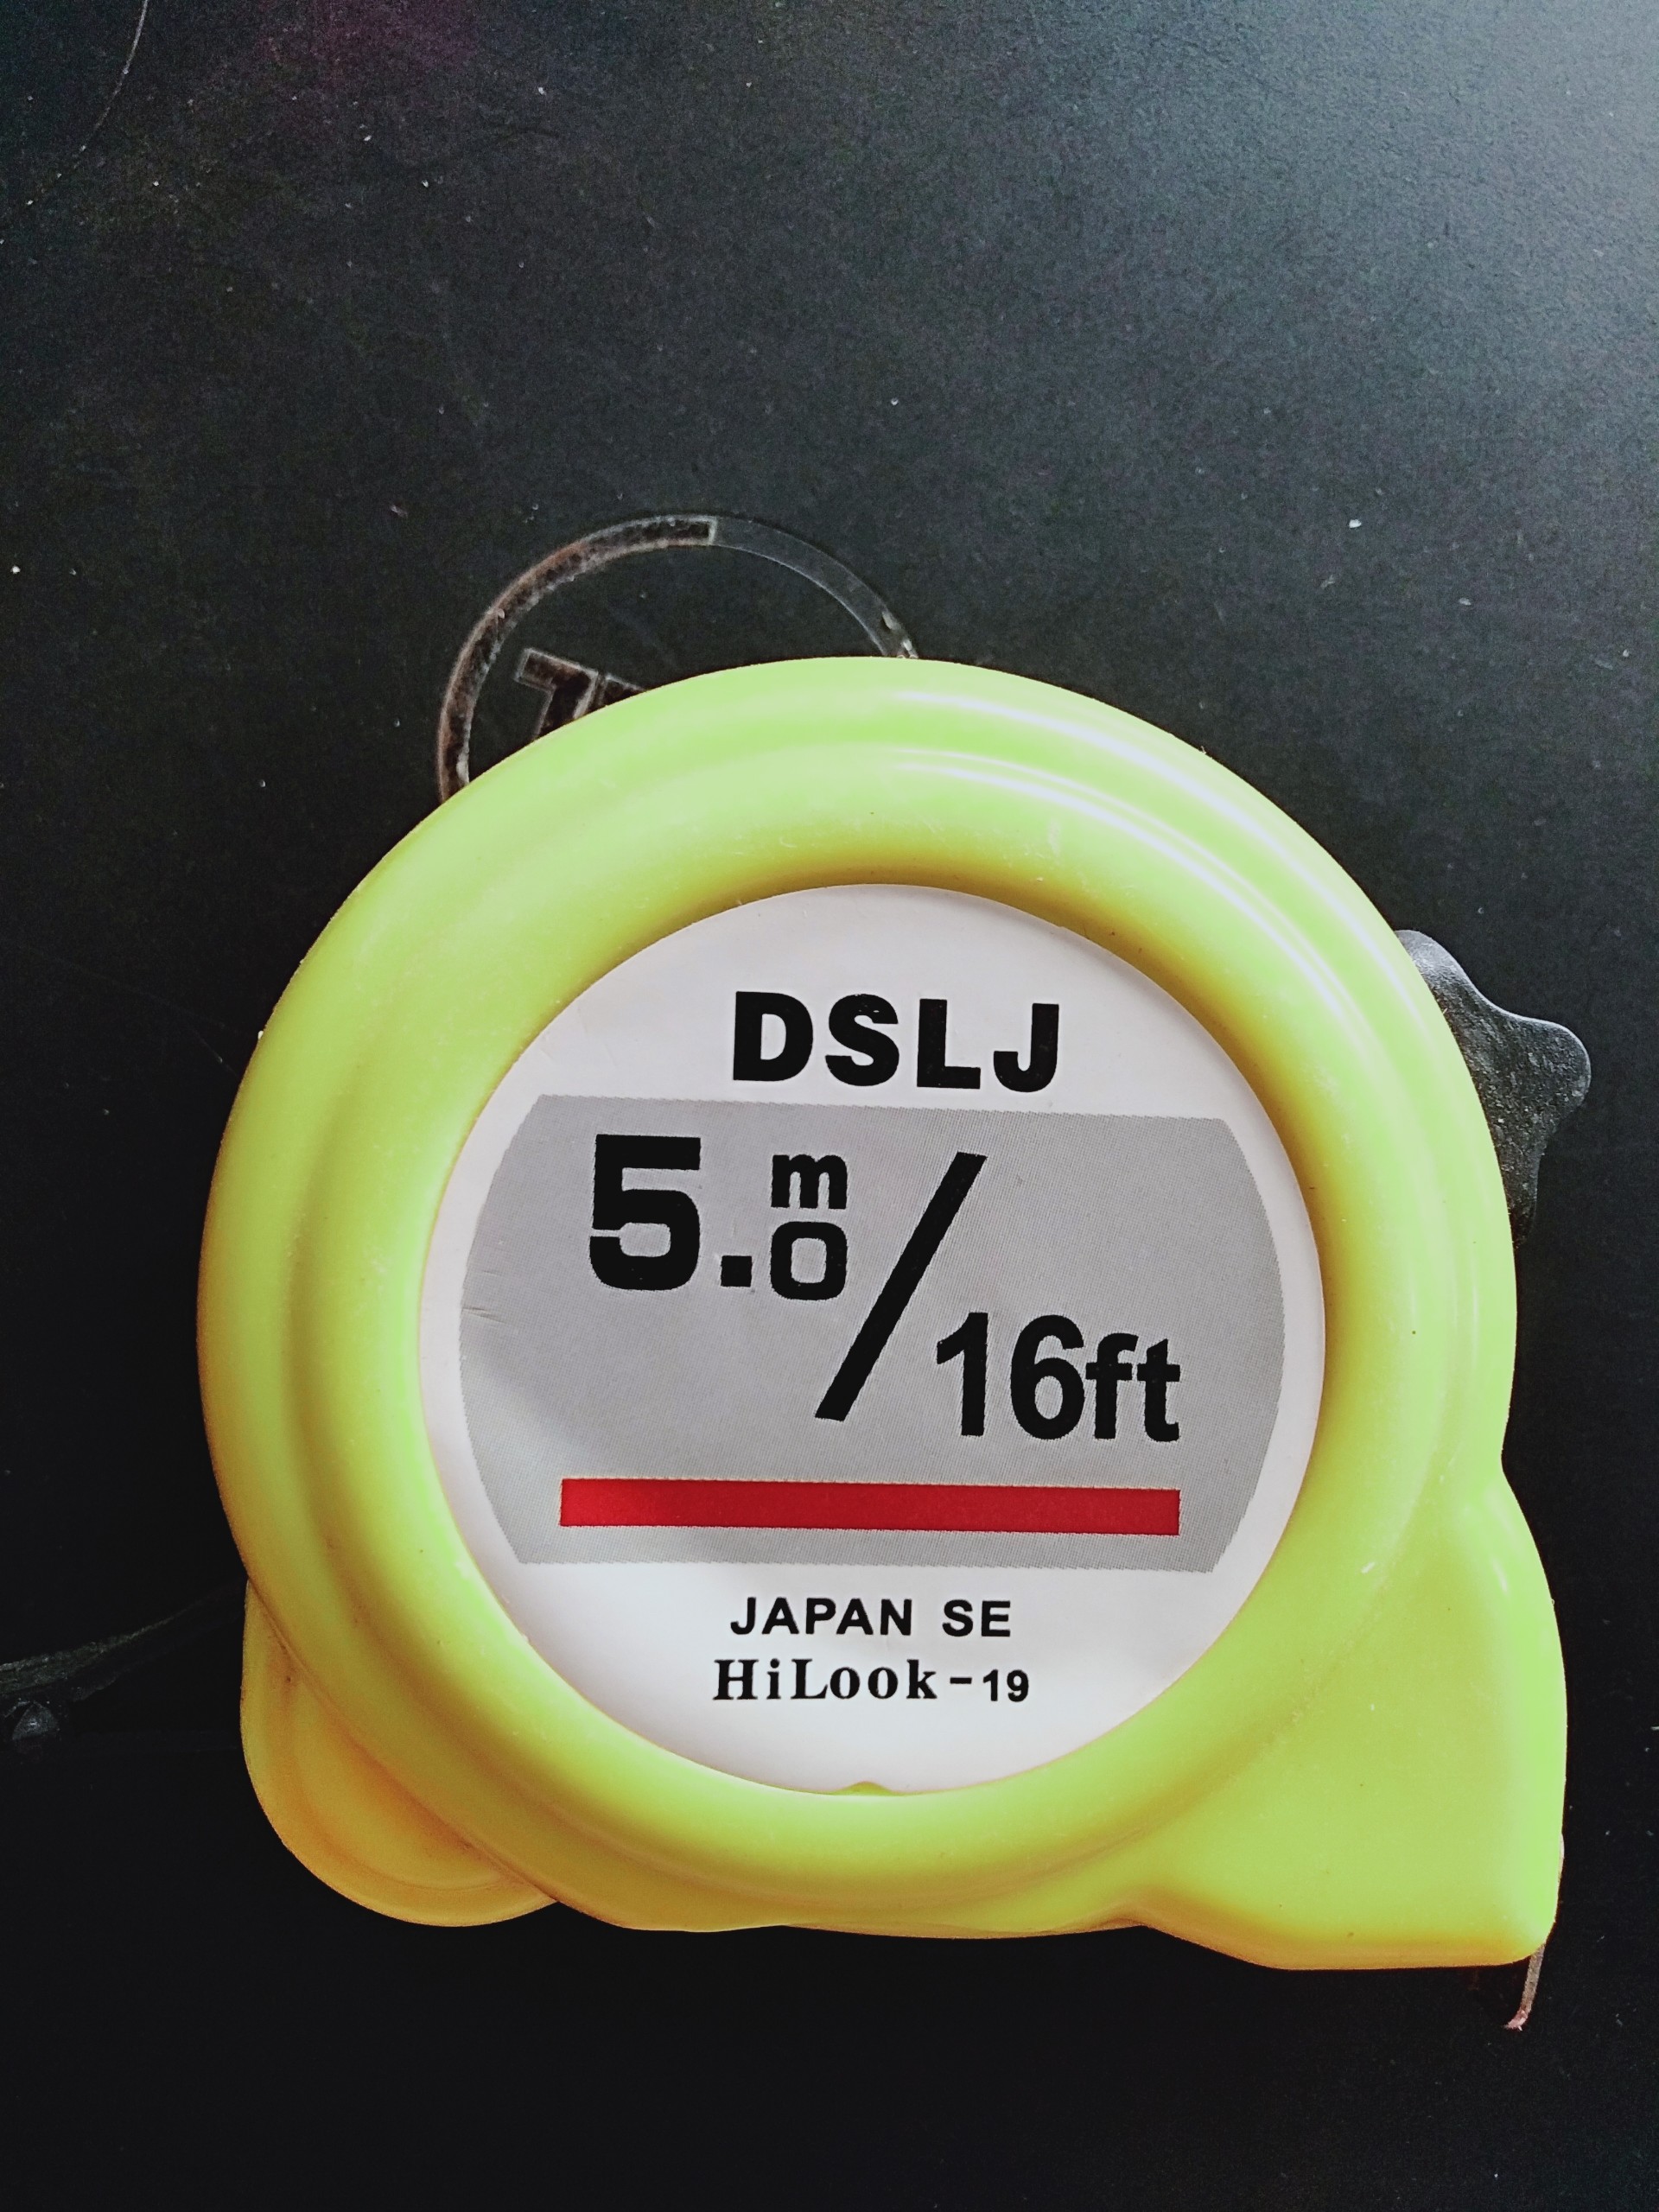 DSLJ
5.0m/16ft
JAPAN SE
HiLook-19